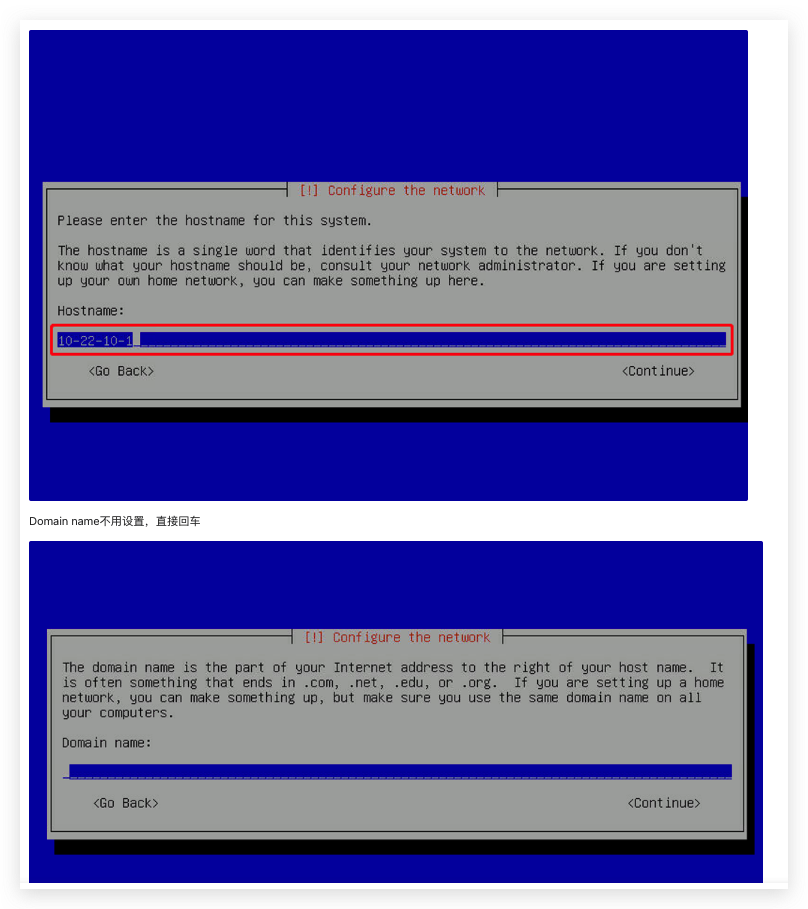 [!] Configure the network
Please enter the hostname for this system.
The hostname is a single word that identifies your system to the network. If you don't
know what your hostname should be, consult your network administrator. If you are setting
up your own home network, you can make something up here.
Hostname:
10-22-10-1
<Go Back> <Continue>
Domain name不用设置，直接回车
[!] Configure the network
The domain name is the part of your Internet address to the right of your host name.  It
is often something that ends in .com, .net, .edu, or .org.  If you are setting up a home
network, you can make something up, but make sure you use the same domain name on all
your computers.
Domain name:
<Go Back> <Continue>